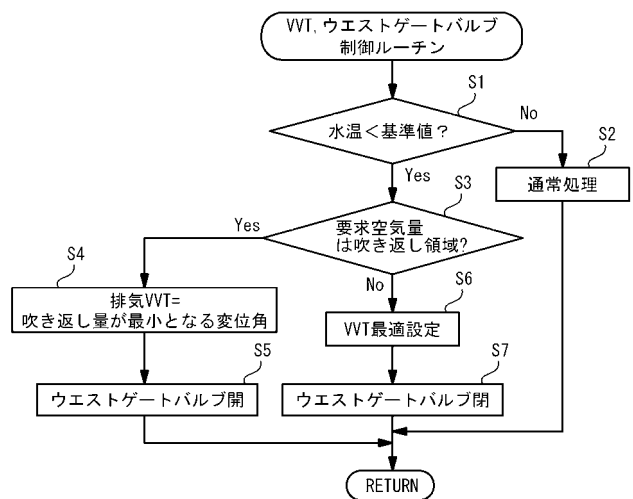 VVT, ウエストゲートバルブ
制御ルーチン
S1
水温<基準値?
No
Yes
S2
通常処理
S3
要求空気量
は吹き返し領域?
Yes
No
S4
排気VVT=
吹き返し量が最小となる変位角
S6
VVT最適設定
S5
ウエストゲートバルブ開
S7
ウエストゲートバルブ閉
RETURN